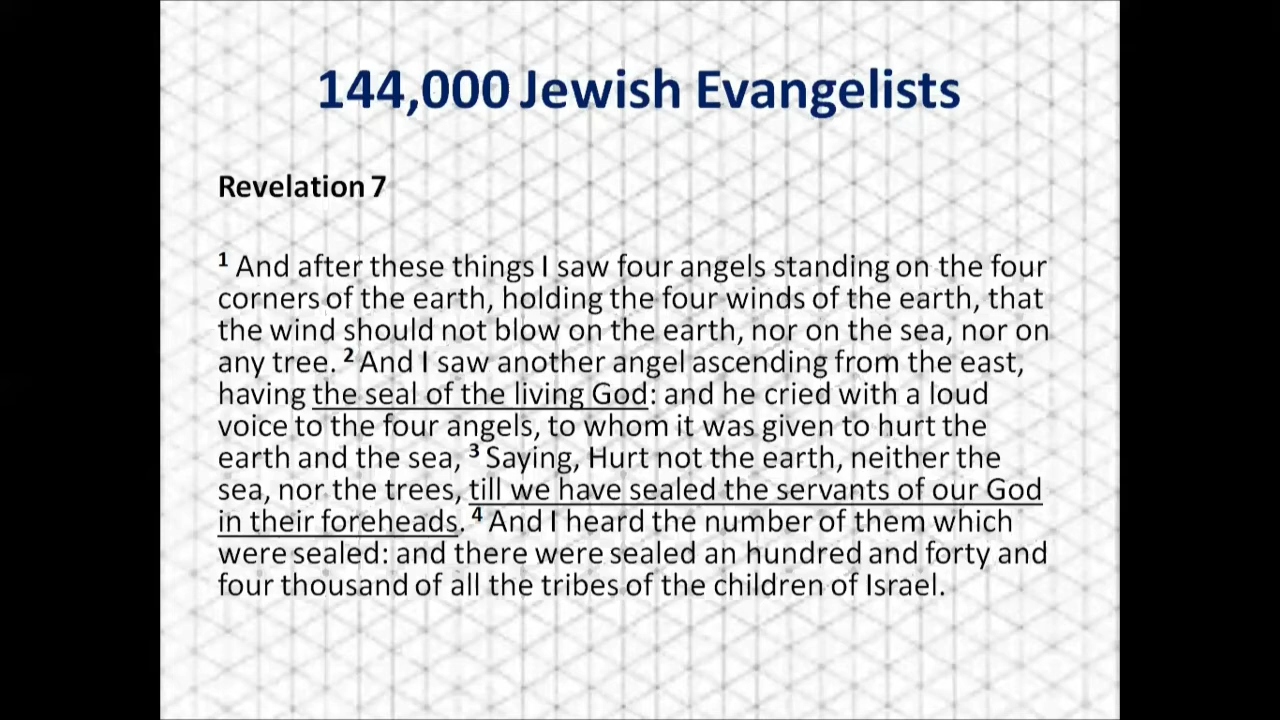 144,000 Jewish Evangelists
Revelation 7
¹ And after these things I saw four angels standing on the four
corners of the earth, holding the four winds of the earth, that
the wind should not blow on the earth, nor on the sea, nor on
any tree. ² And I saw another angel ascending from the east,
having the seal of the living God: and he cried with a loud
voice to the four angels, to whom it was given to hurt the
earth and the sea, ³ Saying, Hurt not the earth, neither the
sea, nor the trees, till we have sealed the servants of our God
in their foreheads. ⁴ And I heard the number of them which
were sealed: and there were sealed an hundred and forty and
four thousand of all the tribes of the children of Israel.